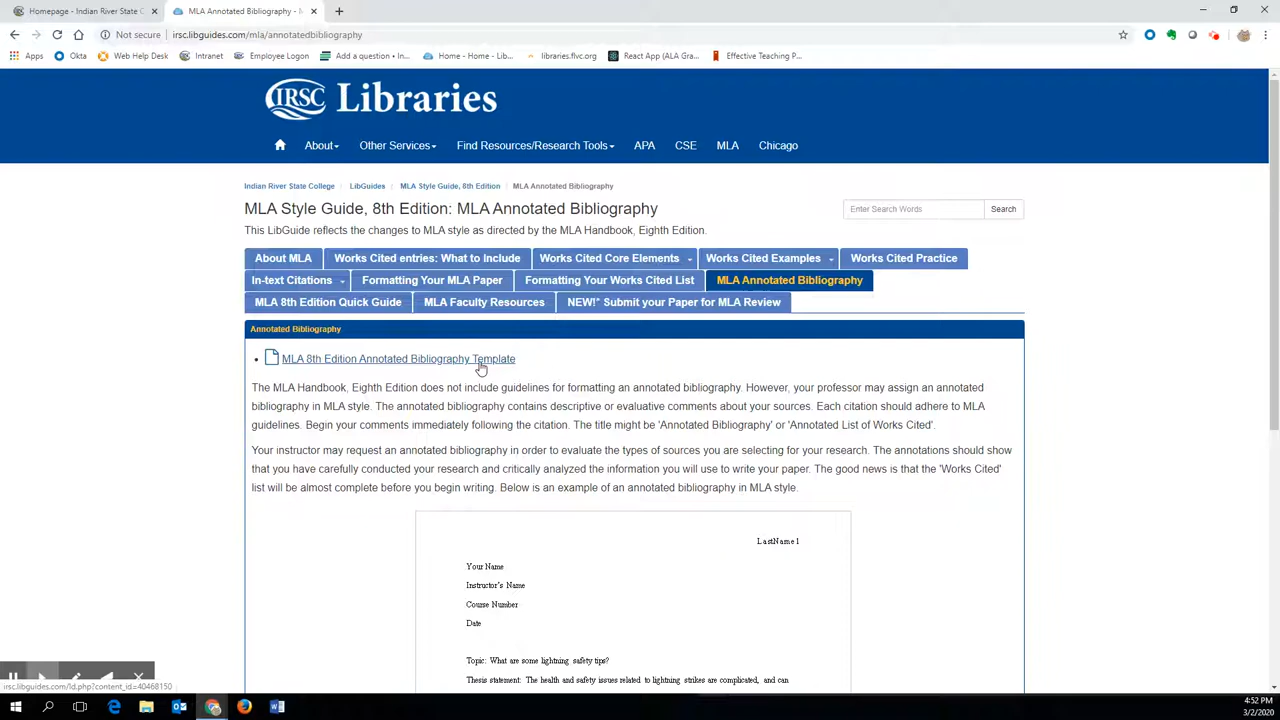 Homepage - Indian River State C
MLA Annotated Bibliography -
Not secure
irsc.libguides.com/mla/annotatedbibliography
Apps
Okta
Web Help Desk
Intranet
Employee Logon
Add a question • In...
Home - Home - Lib...
libraries.flvc.org
React App (ALA Gra...
Effective Teaching P...
IRSC Libraries
About
Other Services
Find Resources/Research Tools
APA
CSE
MLA
Chicago
Indian River State College
LibGuides
MLA Style Guide, 8th Edition
MLA Annotated Bibliography
MLA Style Guide, 8th Edition: MLA Annotated Bibliography
Enter Search Words
Search
This LibGuide reflects the changes to MLA style as directed by the MLA Handbook, Eighth Edition.
About MLA
Works Cited entries: What to Include
Works Cited Core Elements
Works Cited Examples
Works Cited Practice
In-text Citations
Formatting Your MLA Paper
Formatting Your Works Cited List
MLA Annotated Bibliography
MLA 8th Edition Quick Guide
MLA Faculty Resources
NEW!* Submit your Paper for MLA Review
Annotated Bibliography
• MLA 8th Edition Annotated Bibliography Template
The MLA Handbook, Eighth Edition does not include guidelines for formatting an annotated bibliography. However, your professor may assign an annotated
bibliography in MLA style. The annotated bibliography contains descriptive or evaluative comments about your sources. Each citation should adhere to MLA
guidelines. Begin your comments immediately following the citation. The title might be 'Annotated Bibliography' or 'Annotated List of Works Cited'.
Your instructor may request an annotated bibliography in order to evaluate the types of sources you are selecting for your research. The annotations should show
that you have carefully conducted your research and critically analyzed the information you will use to write your paper. The good news is that the 'Works Cited'
list will be almost complete before you begin writing. Below is an example of an annotated bibliography in MLA style.
LastName 1
Your Name
Instructor's Name
Course Number
Date
Topic: What are some lightning safety tips?
Thesis statement: The health and safety issues related to lightning strikes are complicated, and can
irsc.libguides.com/ld.php?content_id=40468150
4:52 PM
3/2/2020